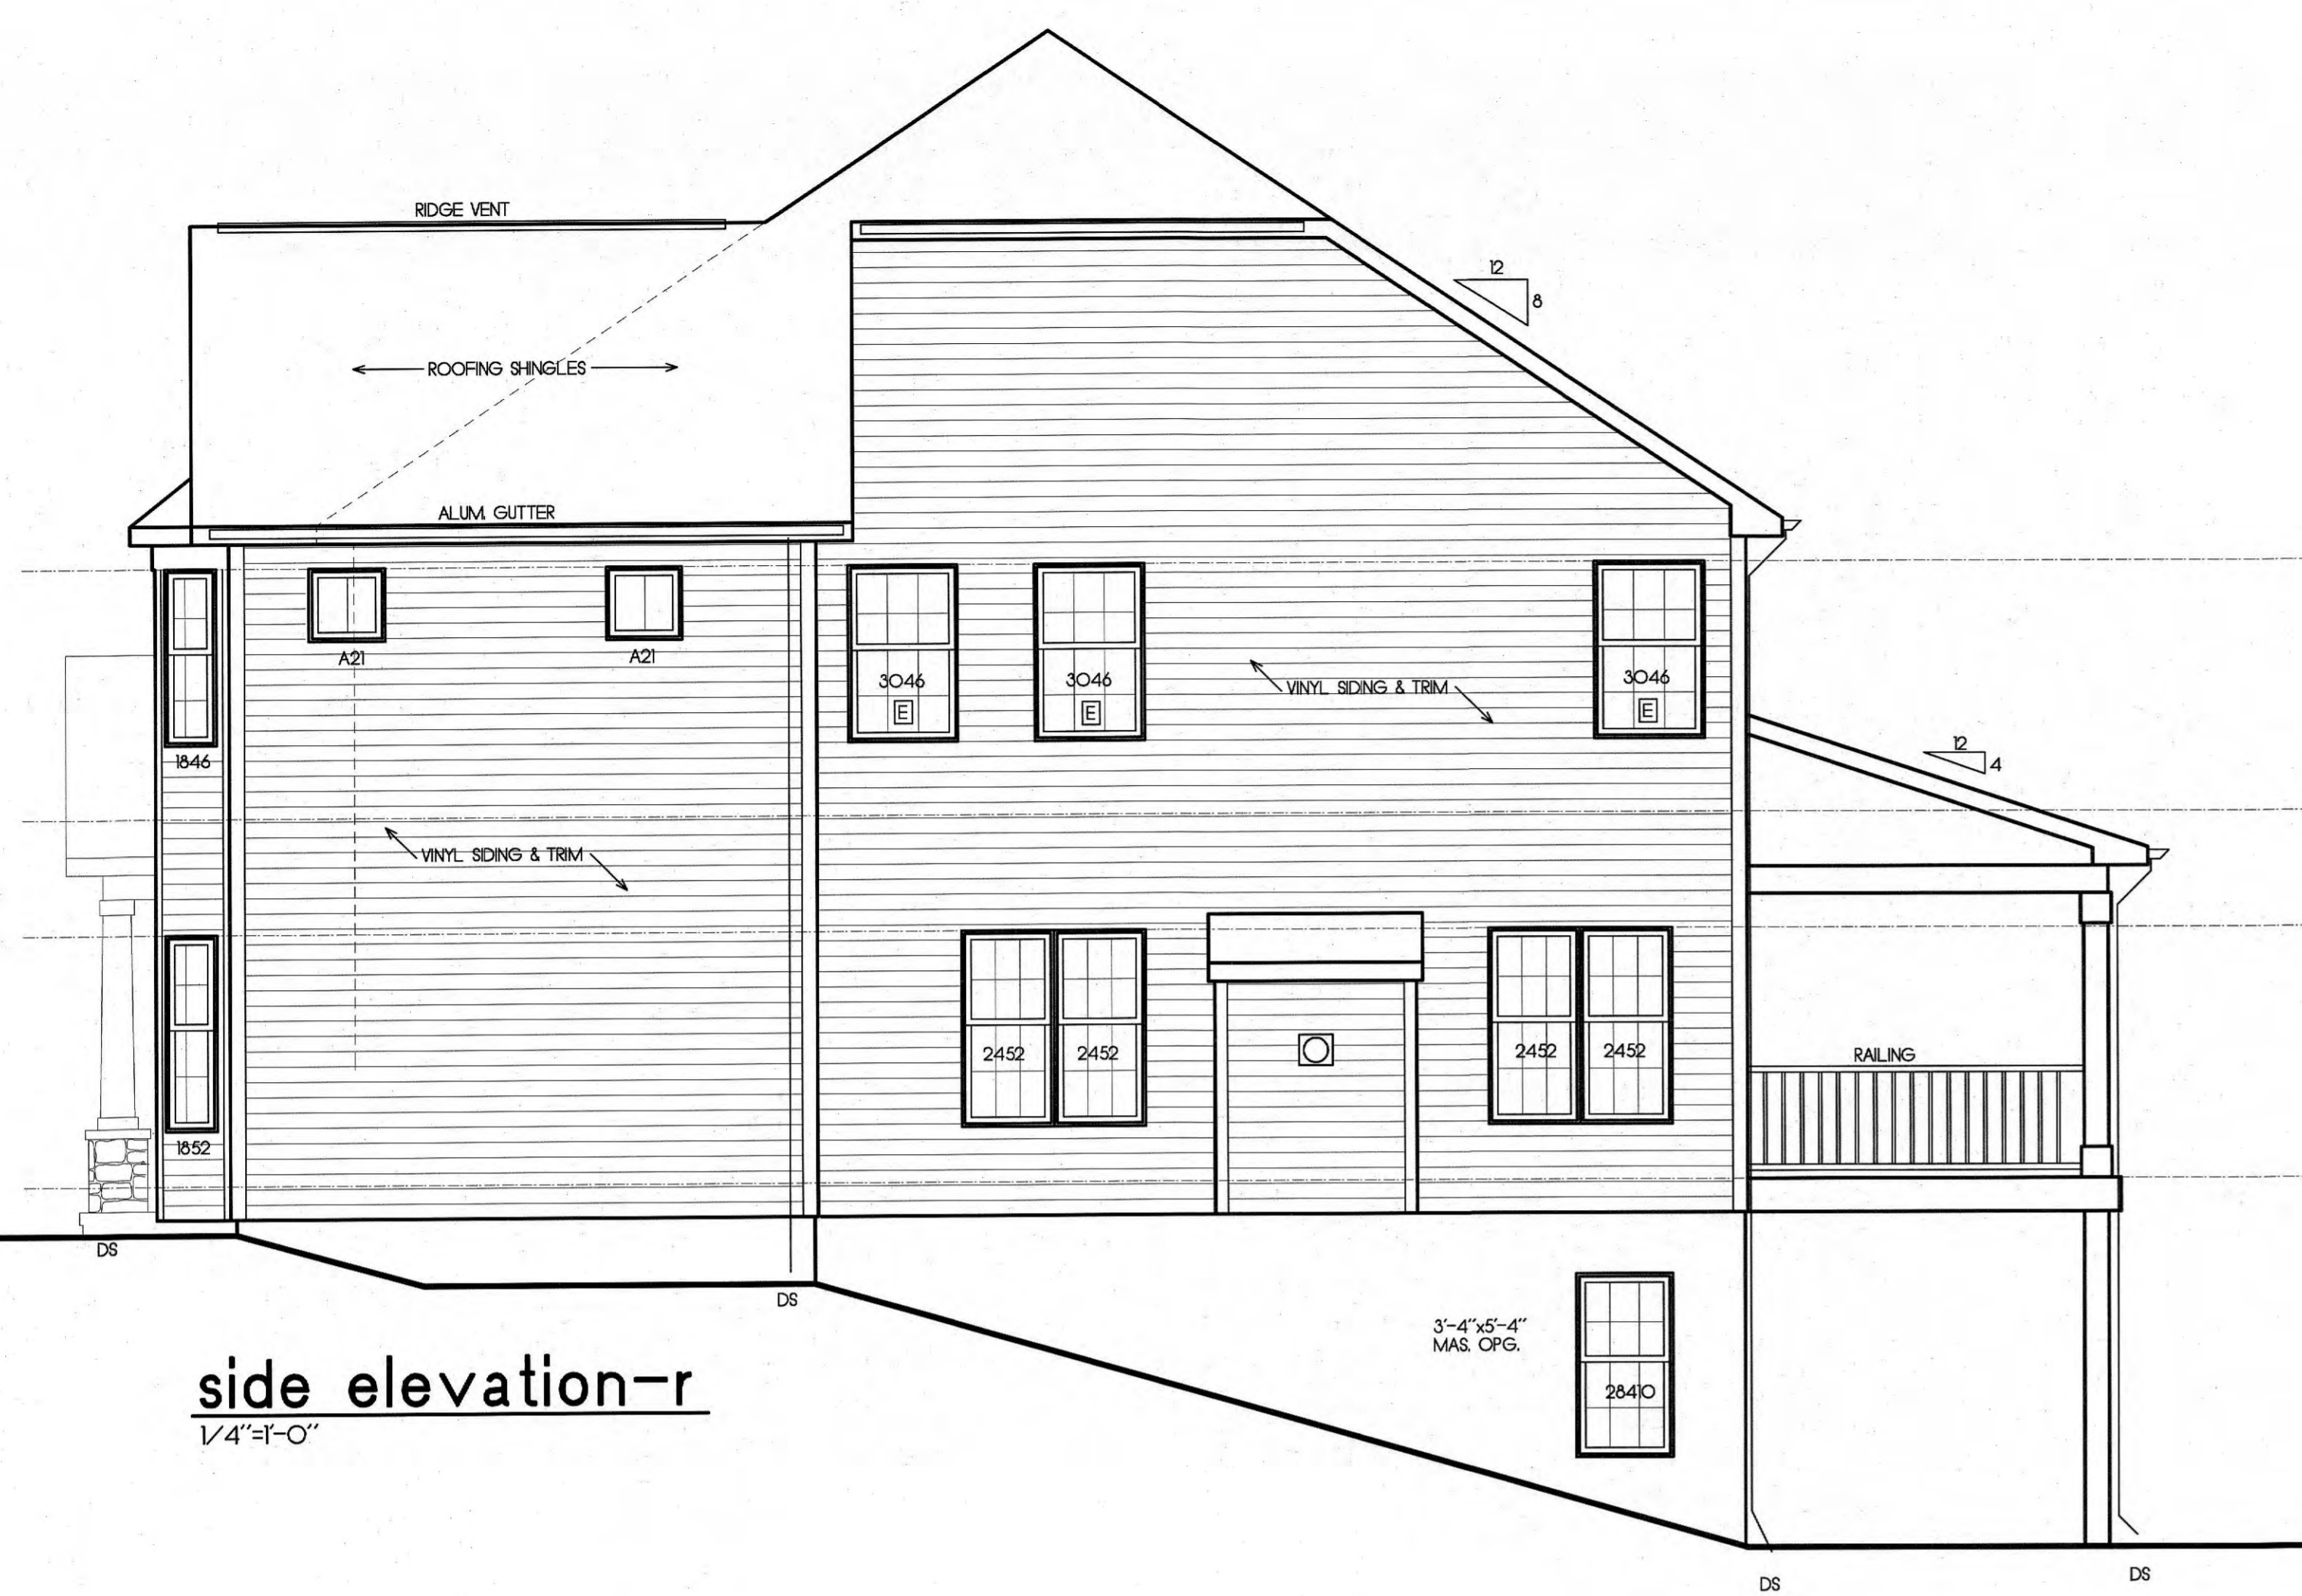 RIDGE VENT
12
8
ROOFING SHINGLES
ALUM. GUTTER
A21
A21
3046
E
3046
E
3046
E
VINYL SIDING & TRIM
12
4
1846
VINYL SIDING & TRIM
2452
2452
2452
2452
RAILING
1852
DS
DS
3'-4"x5'-4"
MAS. OPG.
28410
side elevation-r
1/4"=1'-0"
DS
DS